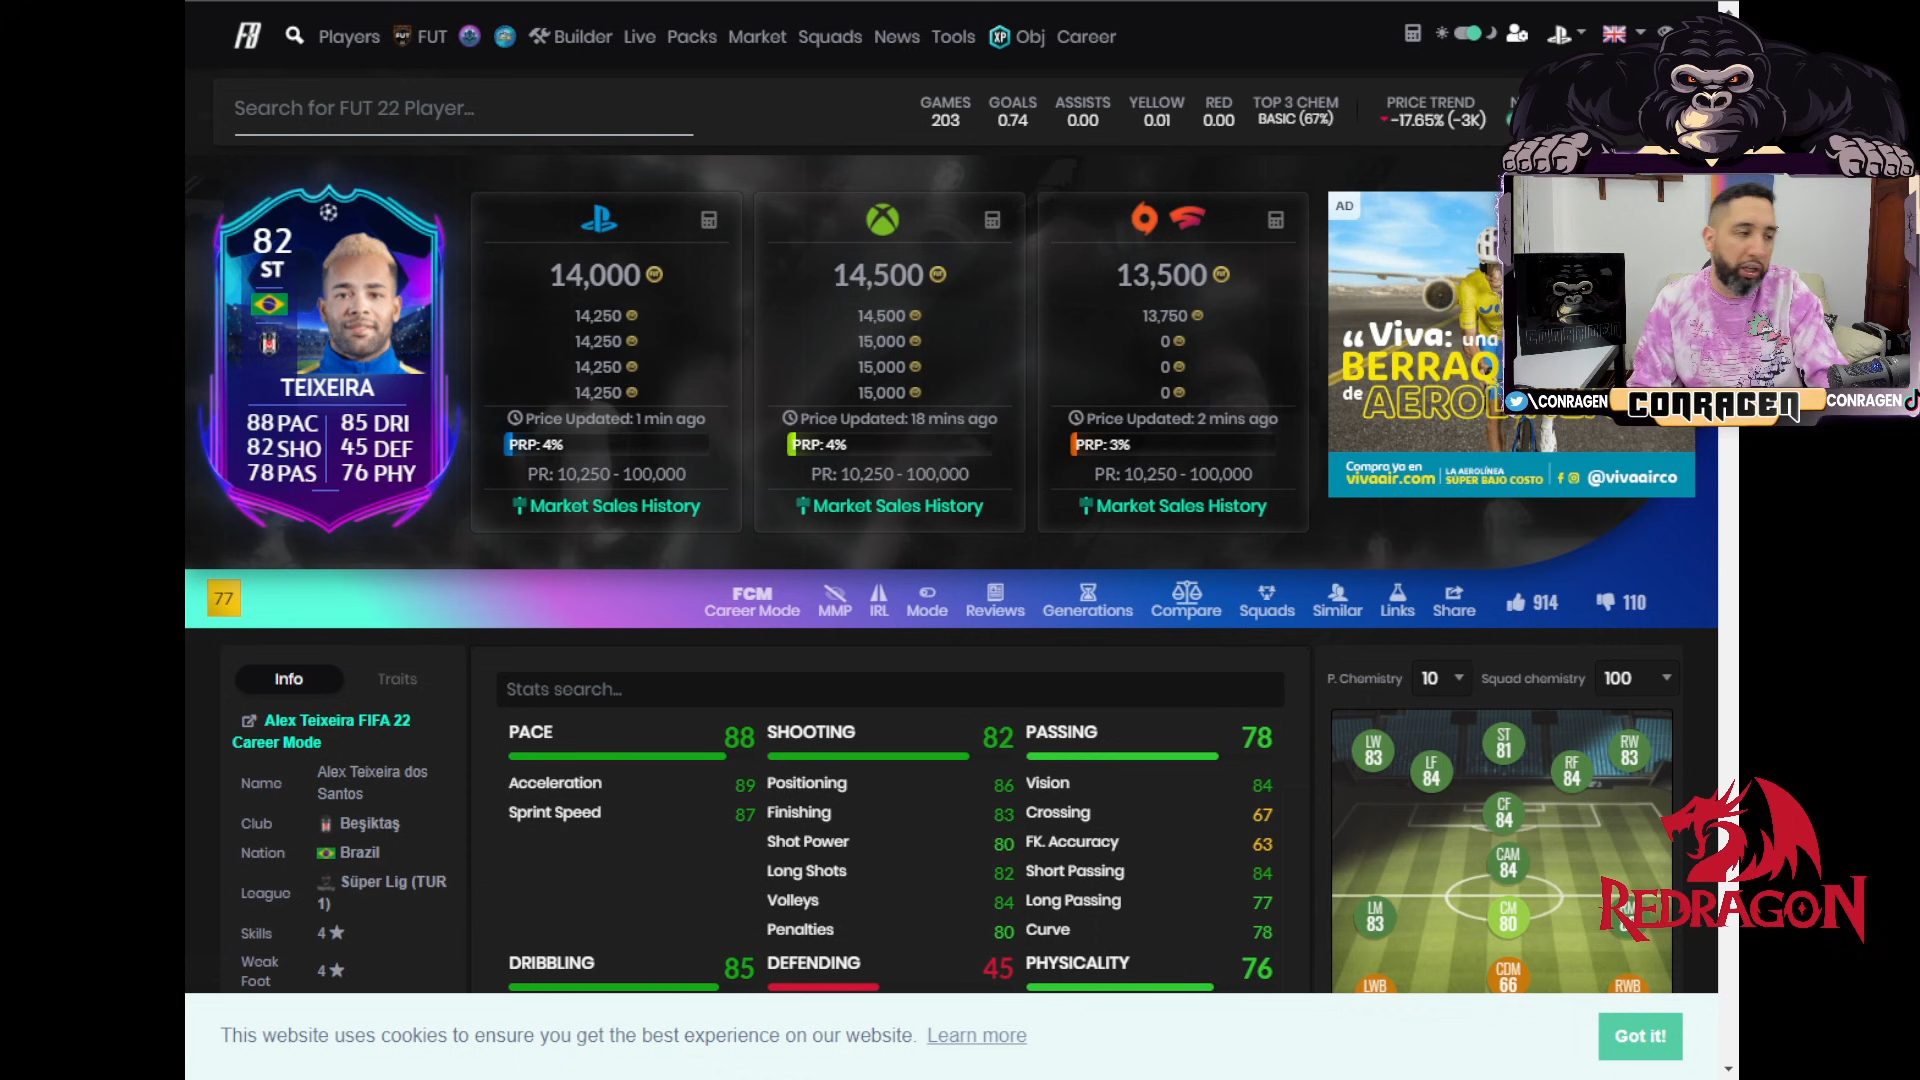 Players FUT Builder Live Packs Market Squads News Tools XP Obj Career
Search for FUT 22 Player...
GAMES GOALS ASSISTS YELLOW RED TOP 3 CHEM PRICE TREND
203 0.74 0.00 0.01 0.00 BASIC (67%) -17.65% (-3K)
82
ST
TEIXEIRA
88 PAC 85 DRI
82 SHO 45 DEF
78 PAS 76 PHY
14,000
14,250
14,250
14,250
14,250
Price Updated: 1 min ago
PRP: 4%
PR: 10,250 - 100,000
Market Sales History
14,500
14,500
15,000
15,000
15,000
Price Updated: 18 mins ago
PRP: 4%
PR: 10,250 - 100,000
Market Sales History
13,500
13,750
0
0
0
Price Updated: 2 mins ago
PRP: 3%
PR: 10,250 - 100,000
Market Sales History
AD
“Viva: una
BERRAQ
de AEROL
Compra ya en
vivaair.com
LA AEROLÍNEA
SUPER BAJO COSTO
@vivaairco
\CONRAGEN CONRAGEN CONRAGEN
77
FCM
Career Mode MMP IRL Mode Reviews Generations Compare Squads Similar Links Share 914 110
Info Traits
Alex Teixeira FIFA 22
Career Mode
Name Alex Teixeira dos
Santos
Club Beşiktaş
Nation Brazil
League Süper Lig (TUR
1)
Skills 4★
Weak
Foot 4★
Stats search...
PACE 88 SHOOTING 82 PASSING 78
Acceleration 89 Positioning 86 Vision 84
Sprint Speed 87 Finishing 83 Crossing 67
Shot Power 80 FK. Accuracy 63
Long Shots 82 Short Passing 84
Volleys 84 Long Passing 77
Penalties 80 Curve 78
DRIBBLING 85 DEFENDING 45 PHYSICALITY 76
P. Chemistry 10 Squad chemistry 100
LW
83
LF
84
ST
81
RF
84
RW
83
CF
84
CAM
84
LM
83
CM
80
CDM
66
LWB
RWB
REDRAGON
This website uses cookies to ensure you get the best experience on our website. Learn more
Got it!